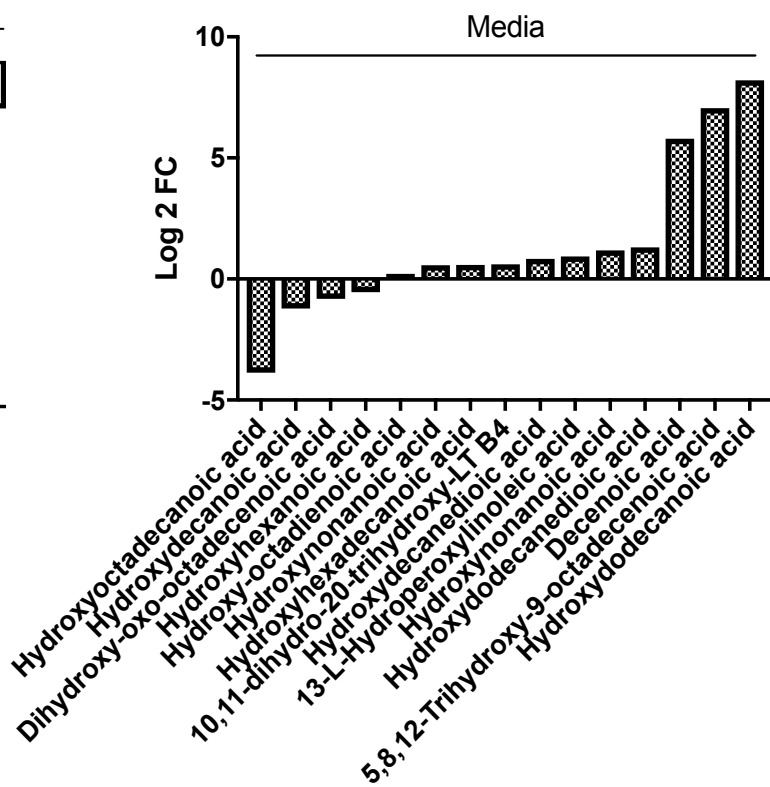 Media
10
5
0
-5
Log 2 FC
Hydroxyoctadecanoic acid
Hydroxydecanoic acid
Dihydroxy-oxo-octadecenoic acid
Hydroxyhexanoic acid
Hydroxy-octadienoic acid
Hydroxynonanoic acid
Hydroxyhexadecanoic acid
10,11-dihydro-20-trihydroxy-LT B4
Hydroxydecanedioic acid
13-L-Hydroperoxylinoleic acid
Hydroxynonanoic acid
Hydroxydodecanedioic acid
Decenoic acid
5,8,12-Trihydroxy-9-octadecenoic acid
Hydroxydodecanoic acid